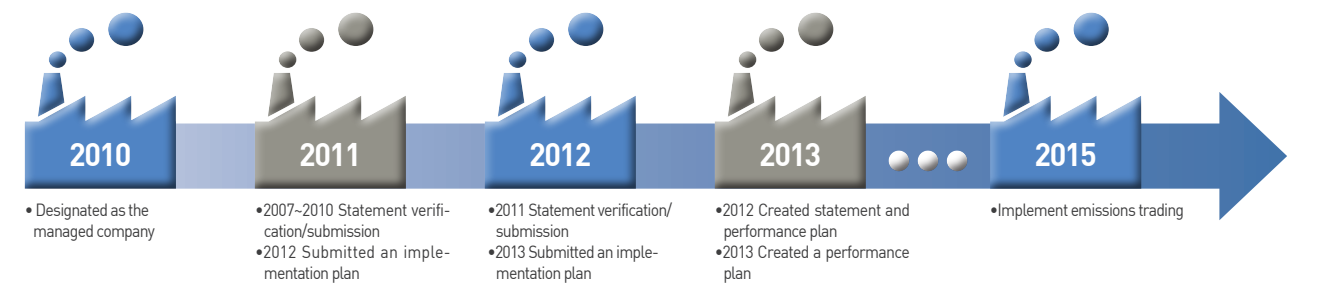 2010
2011
2012
2013
2015
• Designated as the
managed company
•2007~2010 Statement verifi-
cation/submission
•2012 Submitted an imple-
mentation plan
•2011 Statement verification/
submission
•2013 Submitted an imple-
mentation plan
•2012 Created statement and
performance plan
•2013 Created a performance
plan
•Implement emissions trading